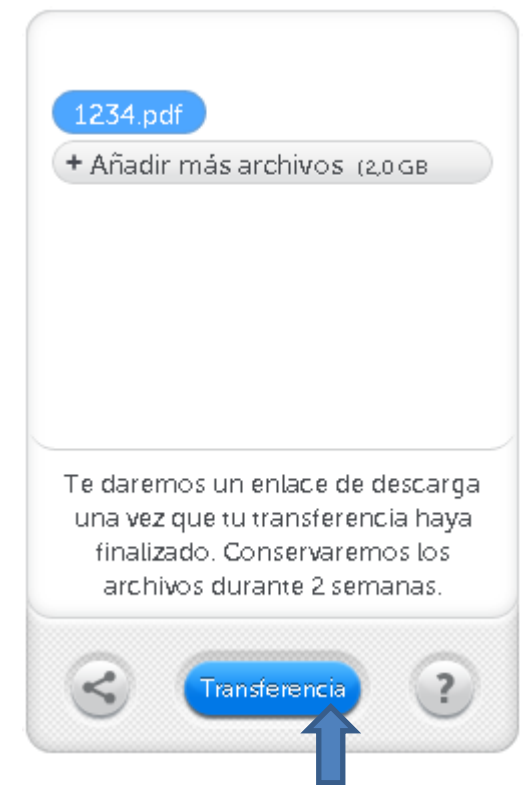 1234.pdf
+ Añadir más archivos (2,0 GB
Te daremos un enlace de descarga
una vez que tu transferencia haya
finalizado. Conservaremos los
archivos durante 2 semanas.
Transferencia
?